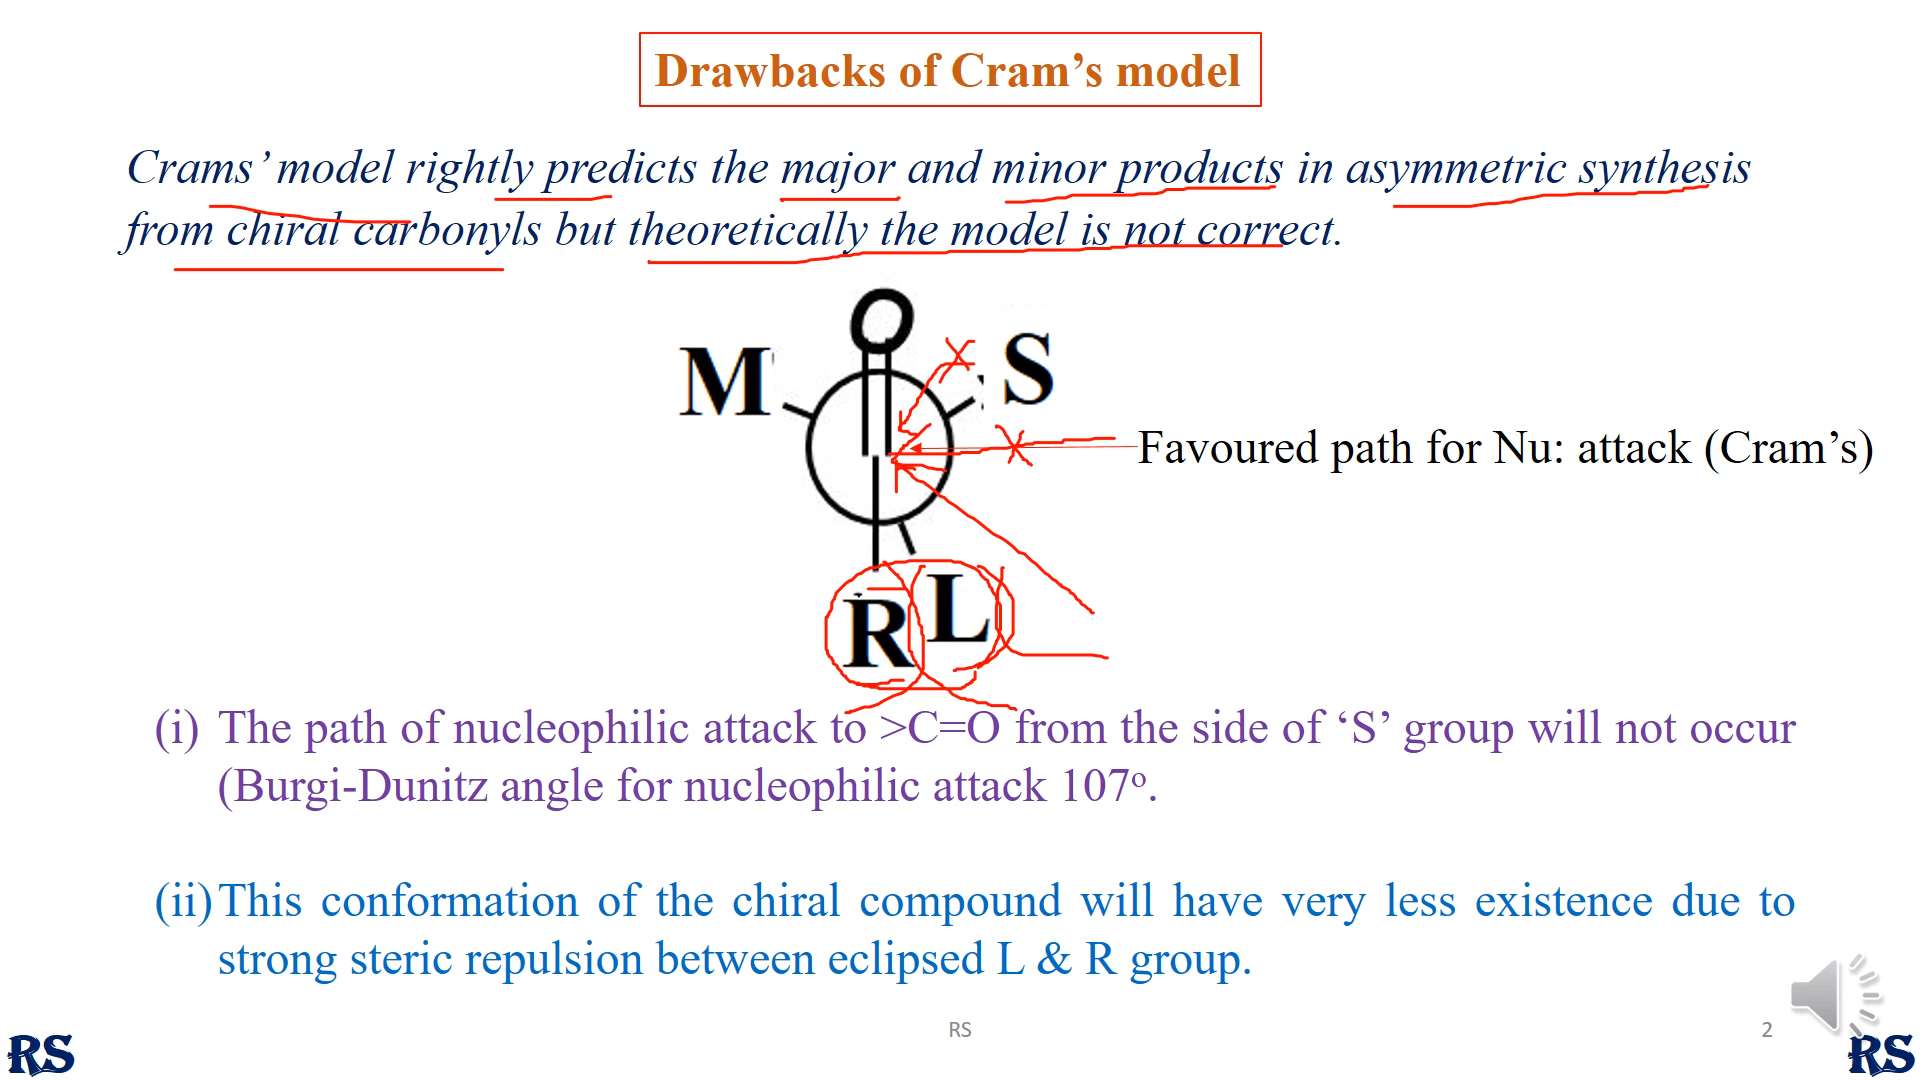 Drawbacks of Cram’s model
Crams’ model rightly predicts the major and minor products in asymmetric synthesis
from chiral carbonyls but theoretically the model is not correct.
O
M
S
Favoured path for Nu: attack (Cram’s)
R
L
(i) The path of nucleophilic attack to >C=O from the side of ‘S’ group will not occur
(Burgi-Dunitz angle for nucleophilic attack 107º.
(ii) This conformation of the chiral compound will have very less existence due to
strong steric repulsion between eclipsed L & R group.
RS
2
RS
RS